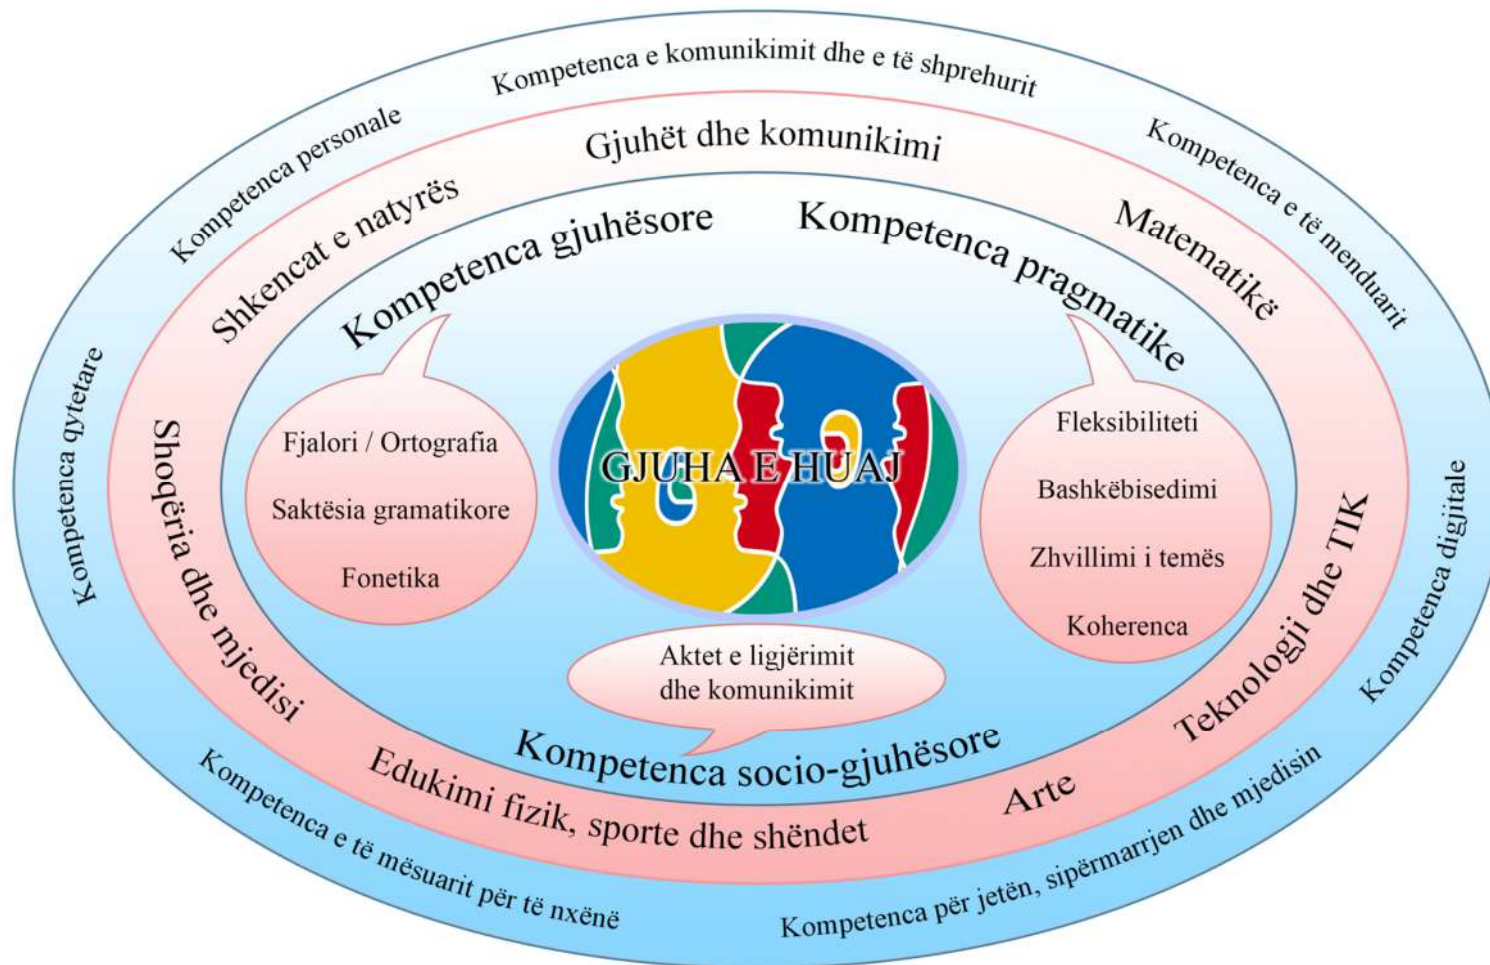 Kompetenca e komunikimit dhe e të shprehurit
Kompetenca e të menduarit
Kompetenca digjitale
Kompetenca për jetën, sipërmarrjen dhe mjedisin
Kompetenca e të mësuarit për të nxënë
Kompetenca qytetare
Kompetenca personale
Gjuhët dhe komunikimi
Matematikë
Teknologji dhe TIK
Arte
Edukimi fizik, sporte dhe shëndet
Shoqëria dhe mjedisi
Shkencat e natyrës
Kompetenca gjuhësore
Fjalori / Ortografia
Saktësia gramatikore
Fonetika
Kompetenca pragmatike
Fleksibiliteti
Bashkëbisedimi
Zhvillimi i temës
Koherenca
GJUHA E HUAJ
Aktet e ligjërimit
dhe komunikimit
Kompetenca socio-gjuhësore